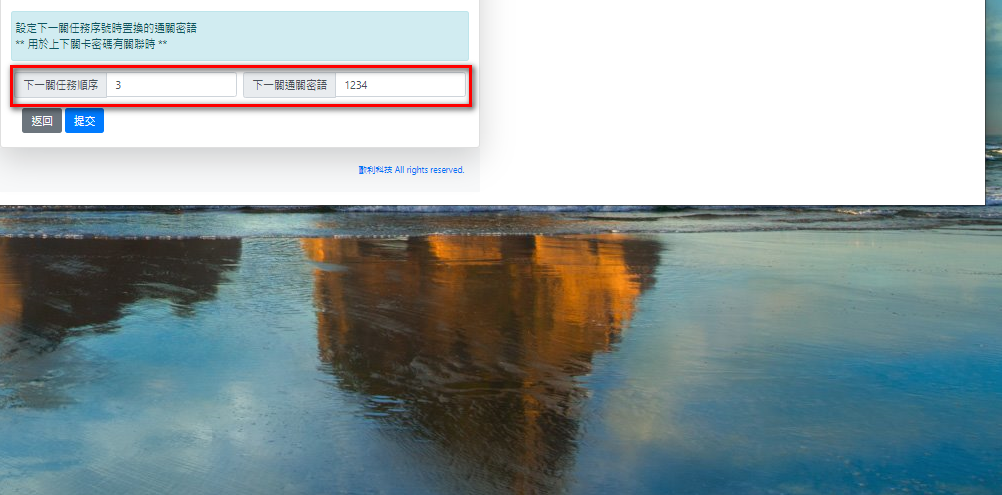 設定下一關任務序號時置換的通關密語
** 用於上下關卡密碼有關聯時 **
下一關任務順序 3 下一關通關密語 1234
返回 提交
歐利科技 All rights reserved.